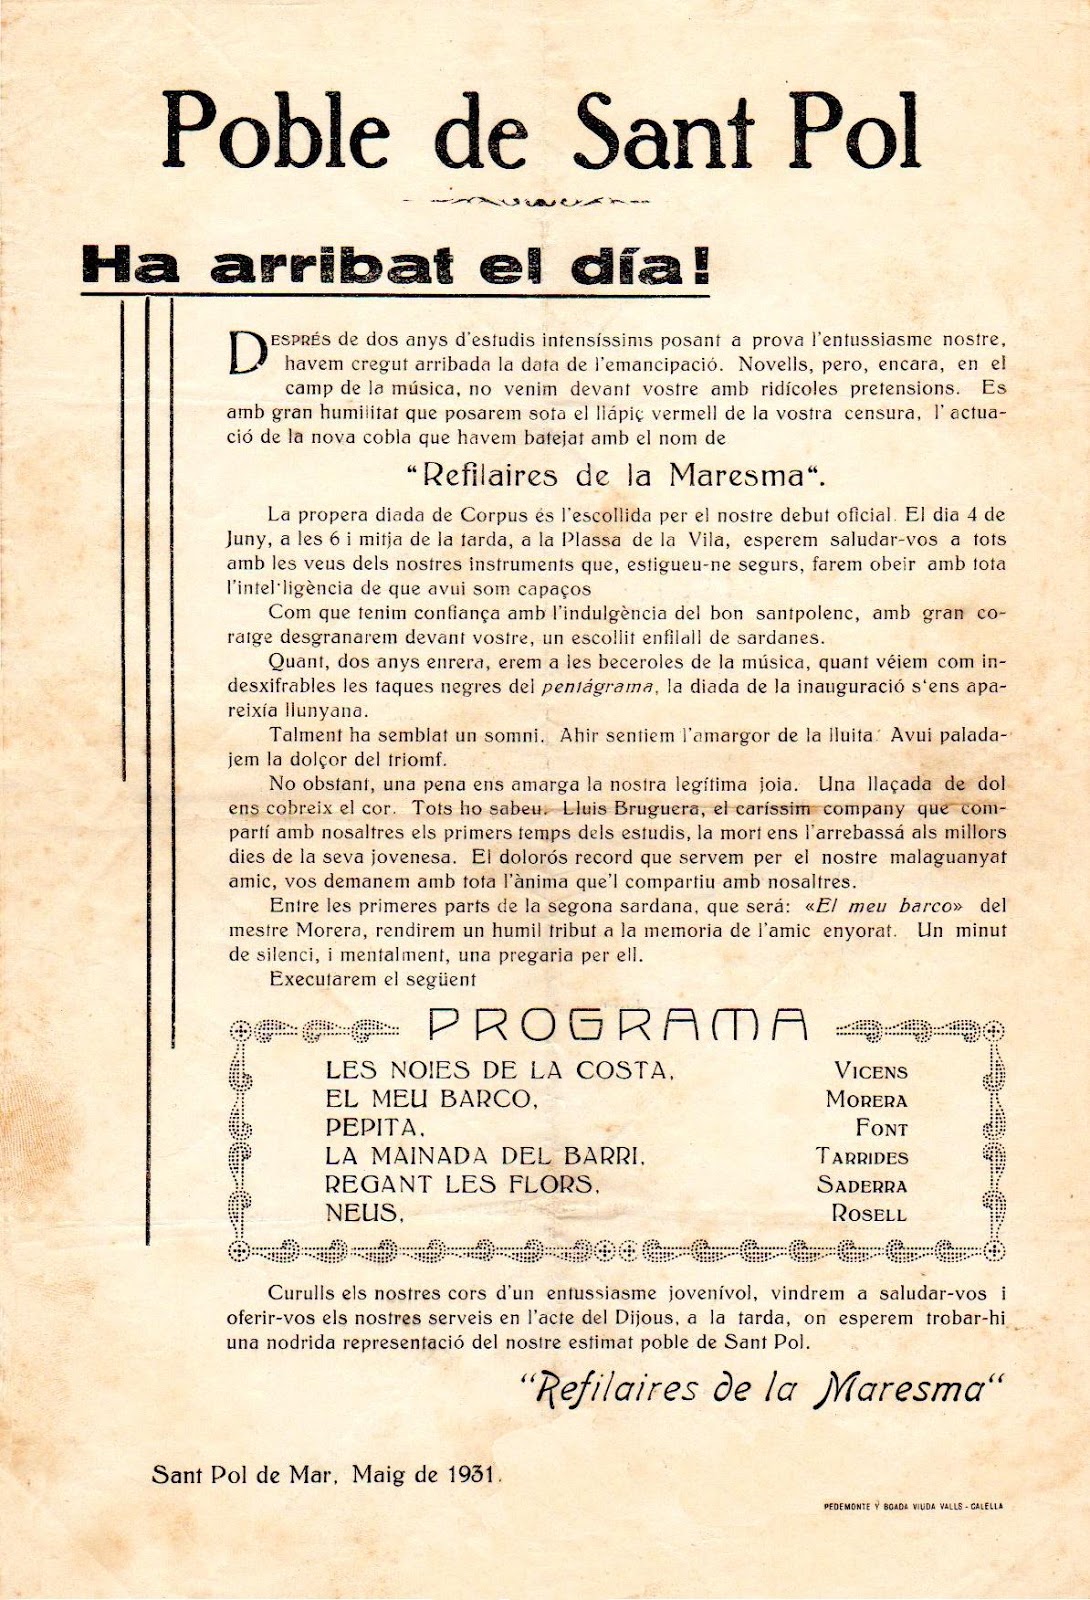 Poble de Sant Pol
Ha arribat el día!
DESPRÉS de dos anys d'estudis intensíssims posant a prova l'entussiasme nostre,
havem cregut arribada la data de l'emancipació. Novells, pero, encara, en el
camp de la música, no venim devant vostre amb ridícoles pretensions. Es
amb gran humilitat que posarem sota el llápiç vermell de la vostra censura, l'actua-
ció de la nova cobla que havem batejat amb el nom de
“Refilaires de la Maresma“.
La propera diada de Corpus és l'escollida per el nostre debut oficial. El dia 4 de
Juny, a les 6 i mitja de la tarda, a la Plassa de la Vila, esperem saludar-vos a tots
amb les veus dels nostres instruments que, estigueu-ne segurs, farem obeir amb tota
l'intel·ligència de que avui som capaços
Com que tenim confiança amb l'indulgència del bon santpolenc, amb gran co-
ratge desgranarem devant vostre, un escollit enfilall de sardanes.
Quant, dos anys enrera, erem a les beceroles de la música, quant véiem com in-
desxifrables les taques negres del pentágrama, la diada de la inauguració s'ens apa-
reixía llunyana.
Talment ha semblat un somni. Ahir sentiem l'amargor de la lluita. Avui palada-
jem la dolçor del triomf.
No obstant, una pena ens amarga la nostra legítima joia. Una llaçada de dol
ens cobreix el cor. Tots ho sabeu. Lluis Bruguera, el caríssim company que com-
partí amb nosaltres els primers temps dels estudis, la mort ens l'arrebassá als millors
dies de la seva jovenesa. El dolorós record que servem per el nostre malaguanyat
amic, vos demanem amb tota l'ànima que'l compartiu amb nosaltres.
Entre les primeres parts de la segona sardana, que será: «El meu barco» del
mestre Morera, rendirem un humil tribut a la memoria de l'amic enyorat. Un minut
de silenci, i mentalment, una pregaria per ell.
Executarem el següent
PROGRAMA
LES NOIES DE LA COSTA, VICENS
EL MEU BARCO, MORERA
PEPITA, FONT
LA MAINADA DEL BARRI, TARRIDES
REGANT LES FLORS, SADERRA
NEUS, ROSELL
Curulls els nostres cors d'un entussiasme jovenívol, vindrem a saludar-vos i
oferir-vos els nostres serveis en l'acte del Dijous, a la tarda, on esperem trobar-hi
una nodrida representació del nostre estimat poble de Sant Pol.
“Refilaires de la Maresma“
Sant Pol de Mar, Maig de 1931.
PEDEMONTE Y BOADA VIUDA VALLS - CALELLA